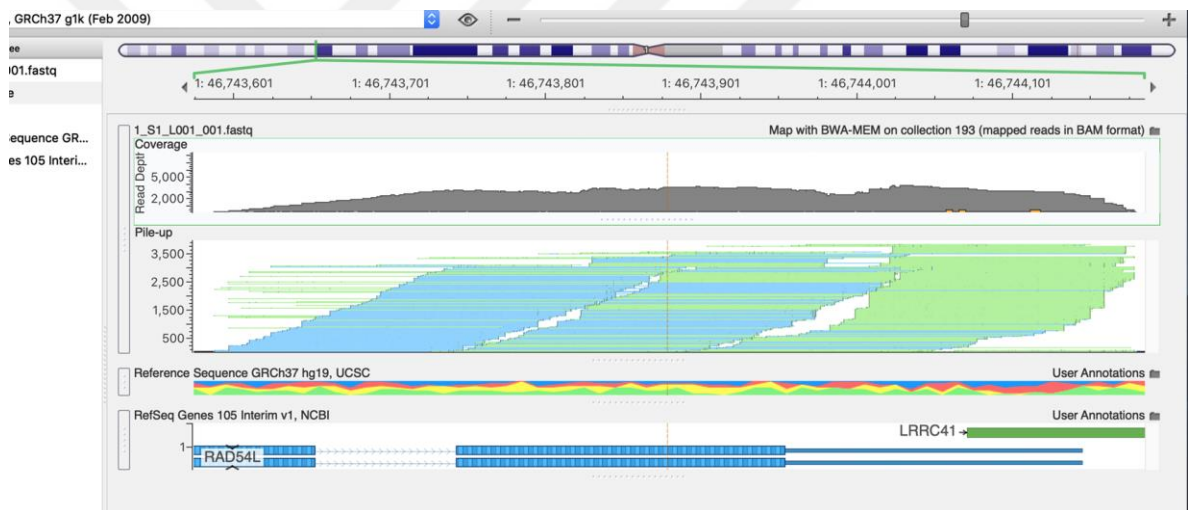 , GRCh37 g1k (Feb 2009)
ee
001.fastq
e
1: 46,743,601 1: 46,743,701 1: 46,743,801 1: 46,743,901 1: 46,744,001 1: 46,744,101
equence GR...
es 105 Interi...
1_S1_L001_001.fastq Map with BWA-MEM on collection 193 (mapped reads in BAM format)
Coverage
Read Depth
5,000
2,000
Pile-up
3,500
2,500
1,500
500
Reference Sequence GRCh37 hg19, UCSC User Annotations
RefSeq Genes 105 Interim v1, NCBI User Annotations
LRRC41
1
RAD54L